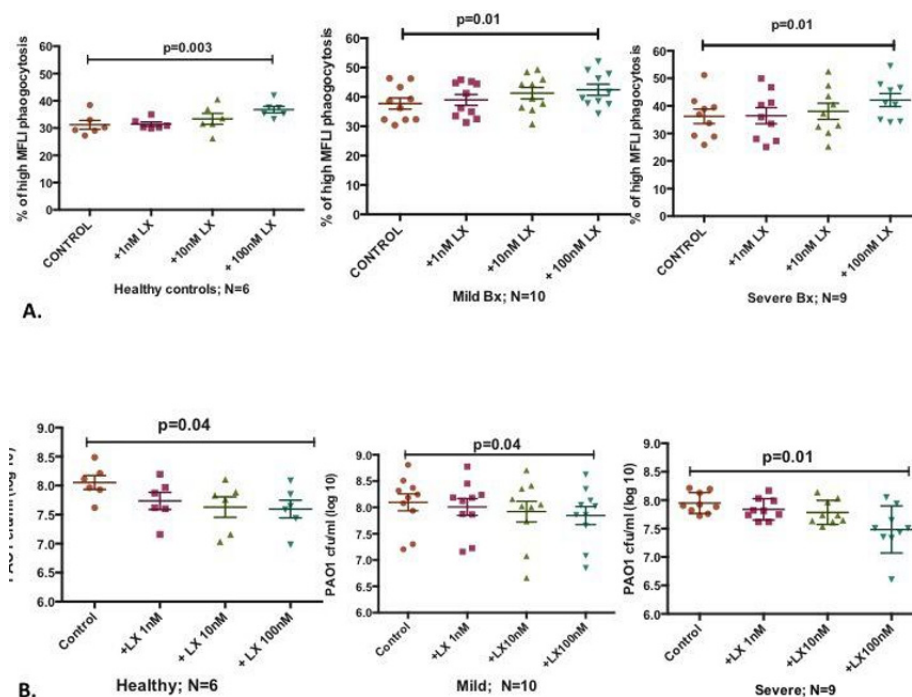 p=0.003
% of high MFLI phaogocytosis
60
50
40
30
20
10
0
CONTROL
+1nM LX
+10nM LX
+ 100nM LX
Healthy controls; N=6
p=0.01
% of high MFLI phagocytosis
60
50
40
30
20
10
0
CONTROL
+1nM LX
+10nM LX
+ 100nM LX
Mild Bx; N=10
p=0.01
% of high MFLI phagocytosis
60
50
40
30
20
10
0
CONTROL
+1nM LX
+10nM LX
+ 100nM LX
Severe Bx; N=9
A.
p=0.04
9.0
8.5
8.0
7.5
7.0
6.5
6.0
Control
+LX 1nM
+ LX 10nM
+ LX 100nM
Healthy; N=6
p=0.04
PAO1 cfu/ml (log 10)
9.0
8.5
8.0
7.5
7.0
6.5
6.0
Control
+LX 1nM
+LX10nM
+LX100nM
Mild; N=10
p=0.01
PAO1 cfu/ml (log 10)
9.0
8.5
8.0
7.5
7.0
6.5
6.0
Control
+LX 1nM
+LX10nM
+LX100nM
Severe; N=9
B.